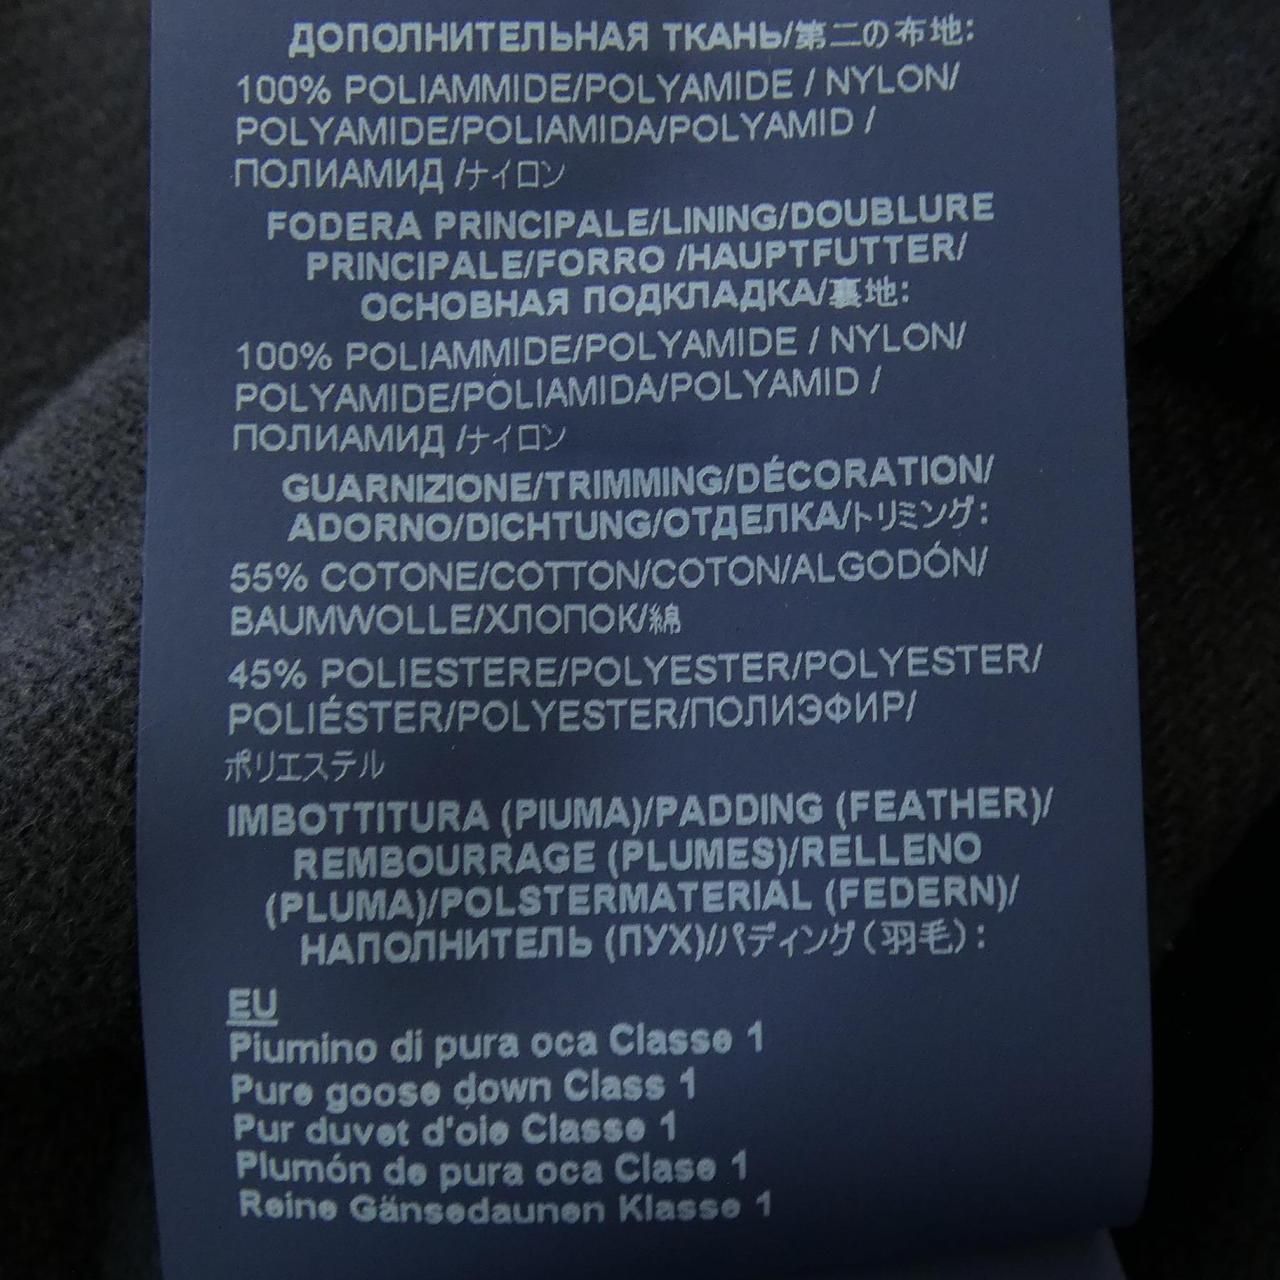 ДОПОЛНИТЕЛЬНАЯ ТКАНЬ/第二の布地:
100% POLIAMMIDE/POLYAMIDE / NYLON/
POLYAMIDE/POLIAMIDA/POLYAMID /
ПОЛИАМИД /ナイロン
FODERA PRINCIPALE/LINING/DOUBLURE
PRINCIPALE/FORRO /HAUPTFUTTER/
ОСНОВНАЯ ПОДКЛАДКА/裏地:
100% POLIAMMIDE/POLYAMIDE / NYLON/
POLYAMIDE/POLIAMIDA/POLYAMID /
ПОЛИАМИД /ナイロン
GUARNIZIONE/TRIMMING/DÉCORATION/
ADORNO/DICHTUNG/ОТДЕЛКА/トリミング:
55% COTONE/COTTON/COTON/ALGODÓN/
BAUMWOLLE/ХЛОПОК/綿
45% POLIESTERE/POLYESTER/POLYESTER/
POLIÉSTER/POLYESTER/ПОЛИЭФИР/
ポリエステル
IMBOTTITURA (PIUMA)/PADDING (FEATHER)/
REMBOURRAGE (PLUMES)/RELLENO
(PLUMA)/POLSTERMATERIAL (FEDERN)/
НАПОЛНИТЕЛЬ (ПУХ)/パディング(羽毛):
EU
Piumino di pura oca Classe 1
Pure goose down Class 1
Pur duvet d'oie Classe 1
Plumón de pura oca Clase 1
Reine Gänsedaunen Klasse 1